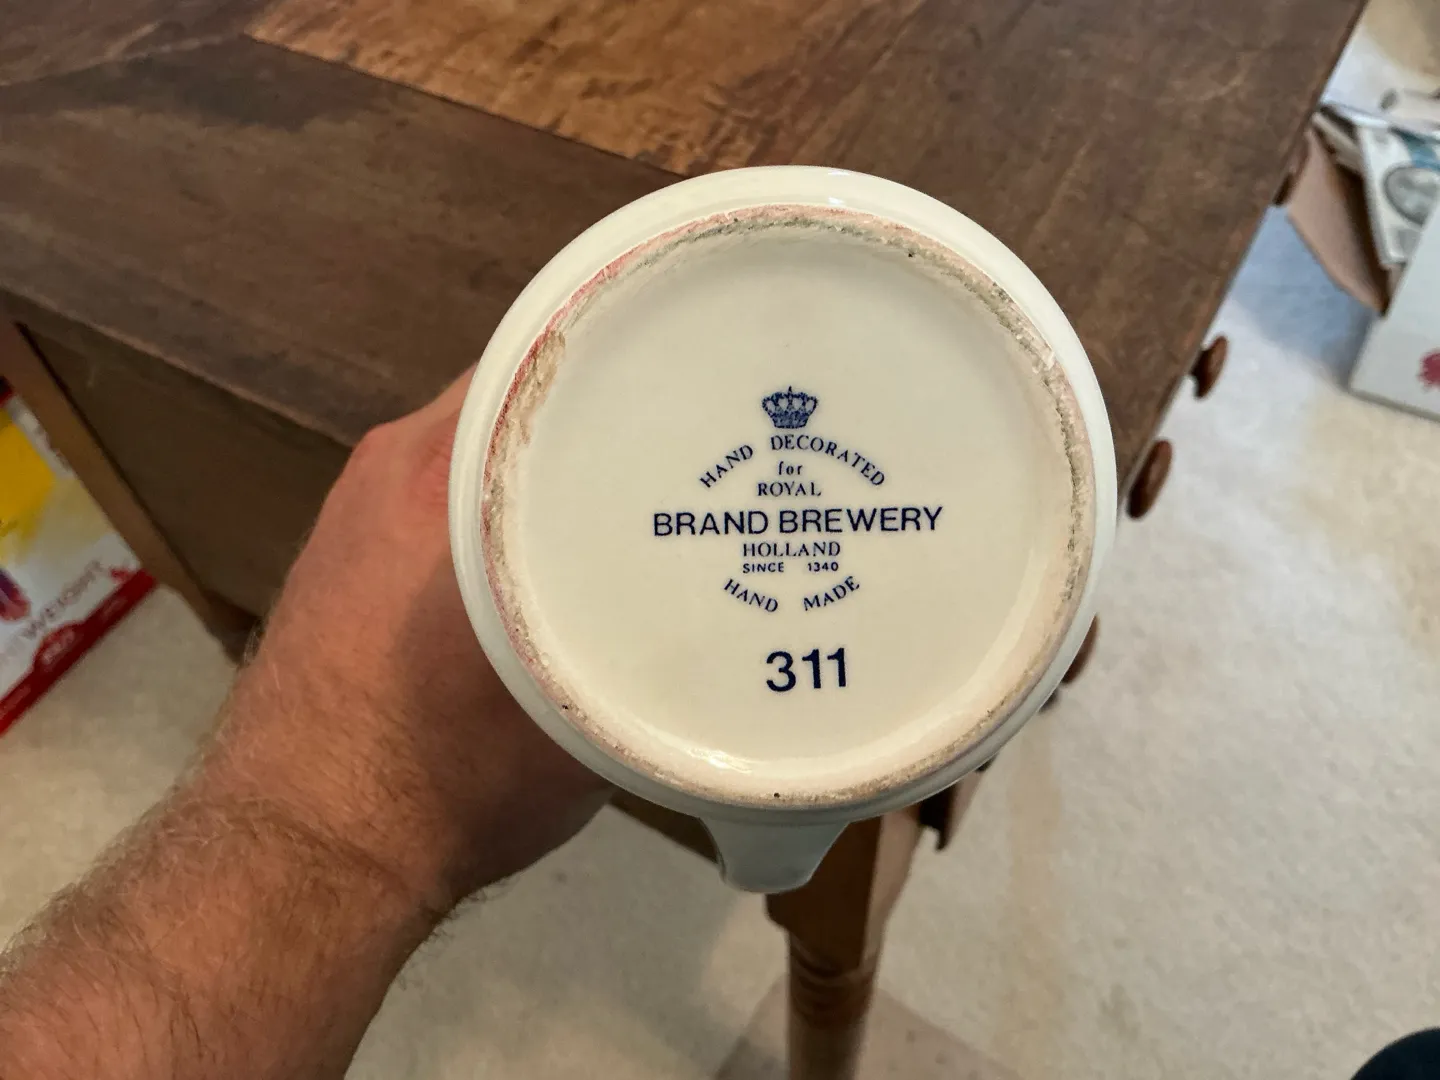 HAND DECORATED
for
ROYAL
BRAND BREWERY
HOLLAND
SINCE 1340
HAND MADE
311